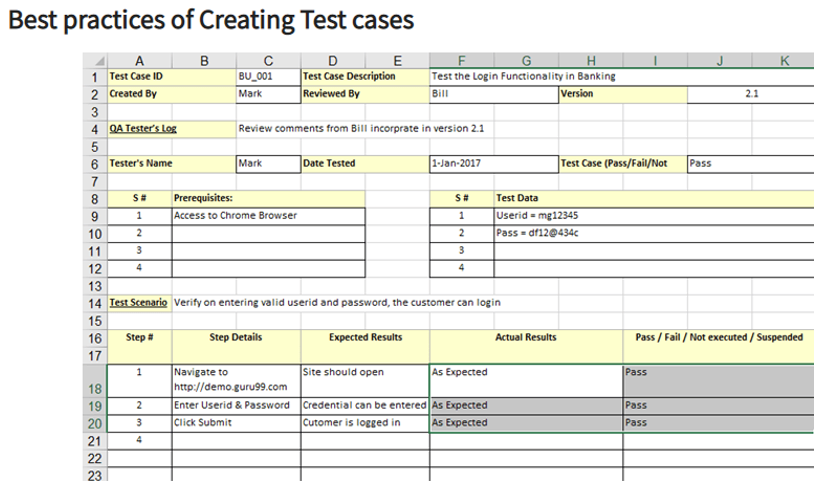 Best practices of Creating Test cases
A B C D E F G H I J K
1 Test Case ID BU_001 Test Case Description Test the Login Functionality in Banking
2 Created By Mark Reviewed By Bill Version 2.1
3
4 QA Tester's Log Review comments from Bill incorprate in version 2.1
5
6 Tester's Name Mark Date Tested 1-Jan-2017 Test Case (Pass/Fail/Not Pass
7
8 S # Prerequisites: S # Test Data
9 1 Access to Chrome Browser 1 Userid = mg12345
10 2 2 Pass = df12@434c
11 3 3
12 4 4
13
14 Test Scenario Verify on entering valid userid and password, the customer can login
15
16 Step # Step Details Expected Results Actual Results Pass / Fail / Not executed / Suspended
17
1 Navigate to Site should open As Expected Pass
18 http://demo.guru99.com
19 2 Enter Userid & Password Credential can be entered As Expected Pass
20 3 Click Submit Cutomer is logged in As Expected Pass
21 4
22
23